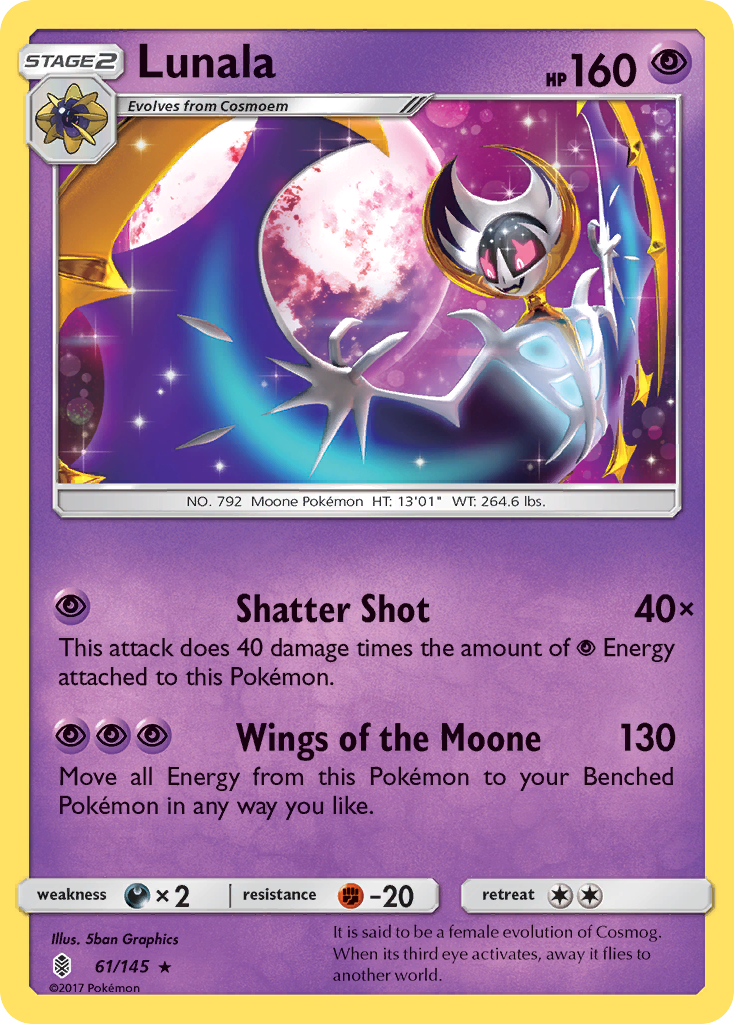 STAGE2 Lunala HP 160
Evolves from Cosmoem
NO. 792 Moone Pokémon HT: 13'01" WT: 264.6 lbs.
Shatter Shot 40×
This attack does 40 damage times the amount of Energy
attached to this Pokémon.
Wings of the Moone 130
Move all Energy from this Pokémon to your Benched
Pokémon in any way you like.
weakness ×2 resistance -20 retreat
Illus. 5ban Graphics
61/145 ★
©2017 Pokémon
It is said to be a female evolution of Cosmog.
When its third eye activates, away it flies to
another world.